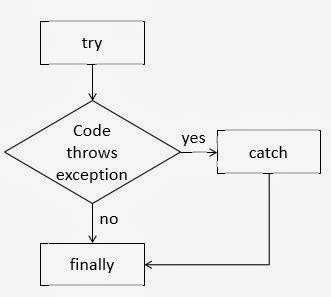 try
Code
throws
exception
yes
catch
no
finally